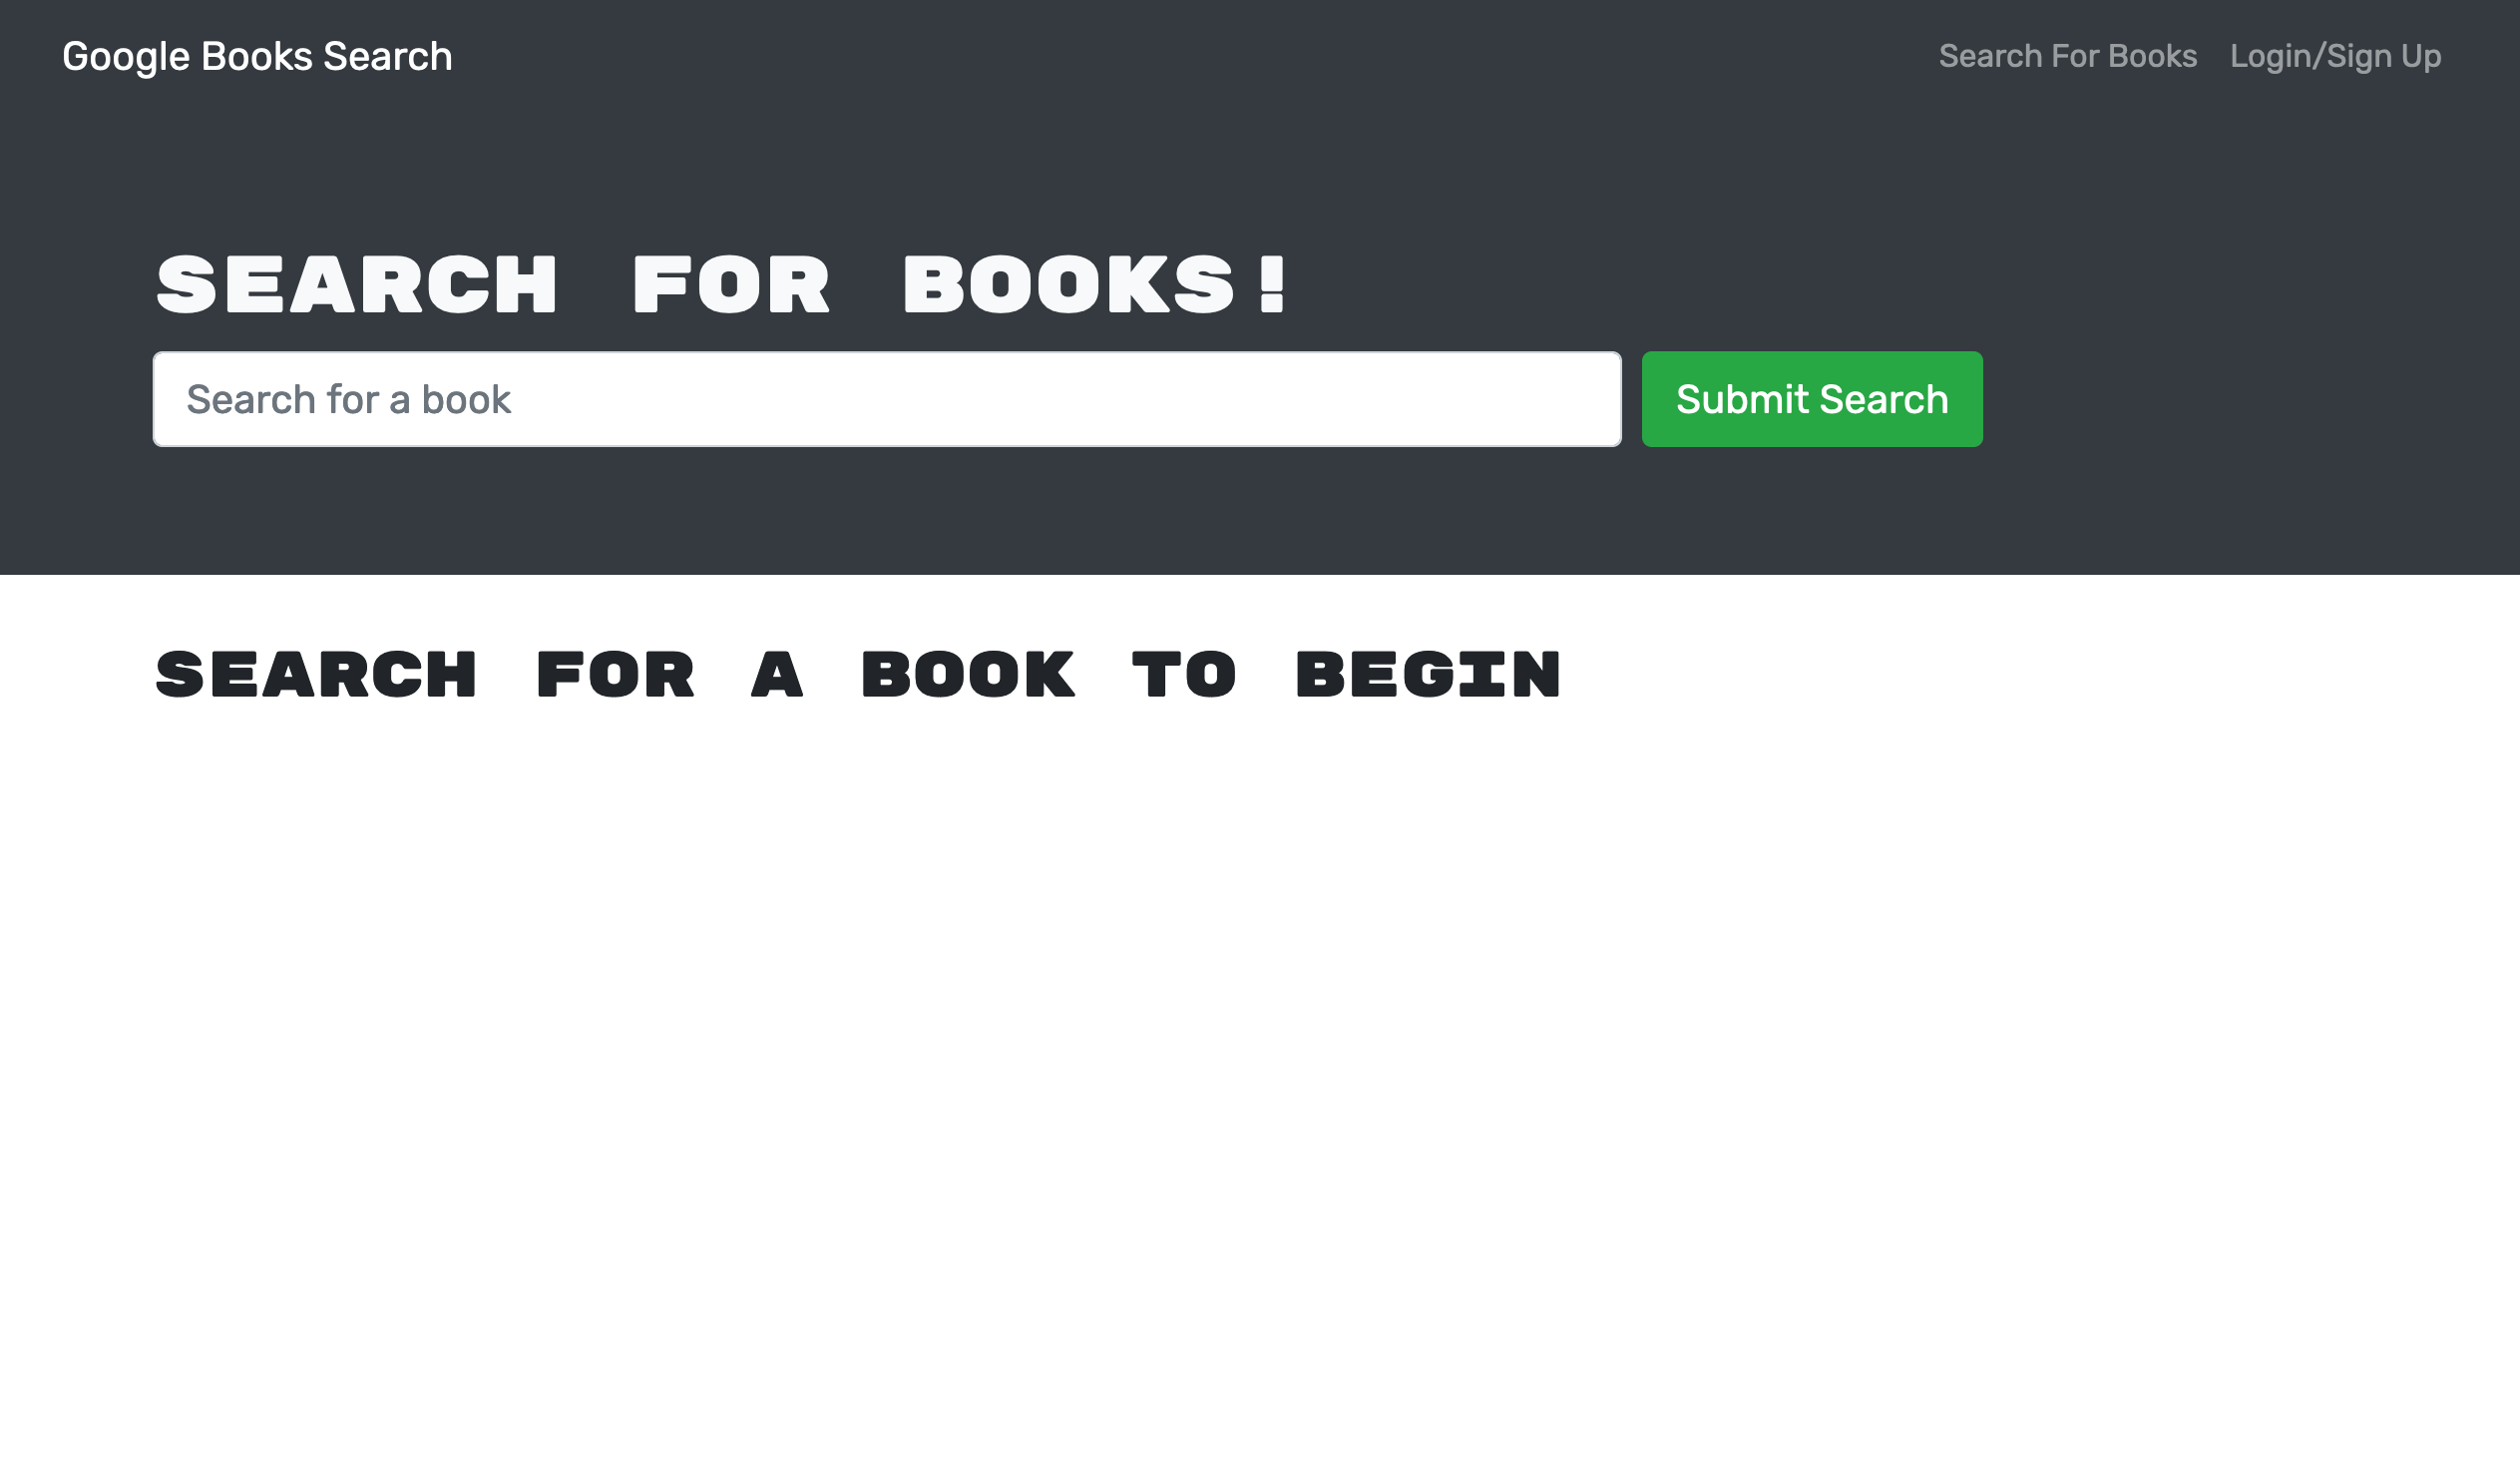 Google Books Search
Search For Books
Login/Sign Up
SEARCH FOR BOOKS!
Search for a book
Submit Search
SEARCH FOR A BOOK TO BEGIN